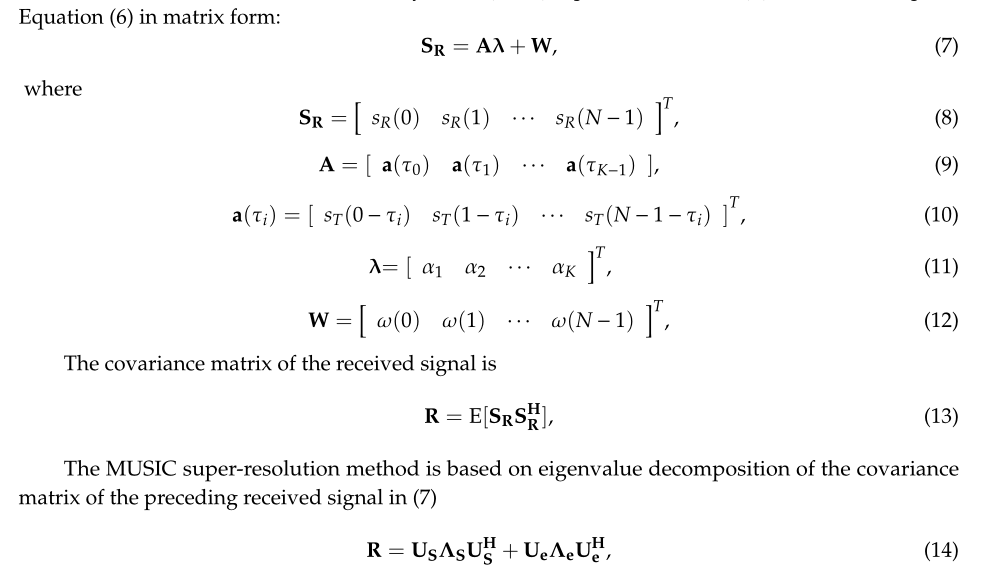 Equation (6) in matrix form:
S_R = Aλ + W, (7)
where
S_R = [ s_R(0) s_R(1) ⋯ s_R(N − 1) ]^T, (8)
A = [ a(τ_0) a(τ_1) ⋯ a(τ_{K−1}) ], (9)
a(τ_i) = [ s_T(0 − τ_i) s_T(1 − τ_i) ⋯ s_T(N − 1 − τ_i) ]^T, (10)
λ= [ α_1 α_2 ⋯ α_K ]^T, (11)
W = [ ω(0) ω(1) ⋯ ω(N − 1) ]^T, (12)
The covariance matrix of the received signal is
R = E[S_R S_R^H], (13)
The MUSIC super-resolution method is based on eigenvalue decomposition of the covariance
matrix of the preceding received signal in (7)
R = U_S Λ_S U_S^H + U_e Λ_e U_e^H, (14)